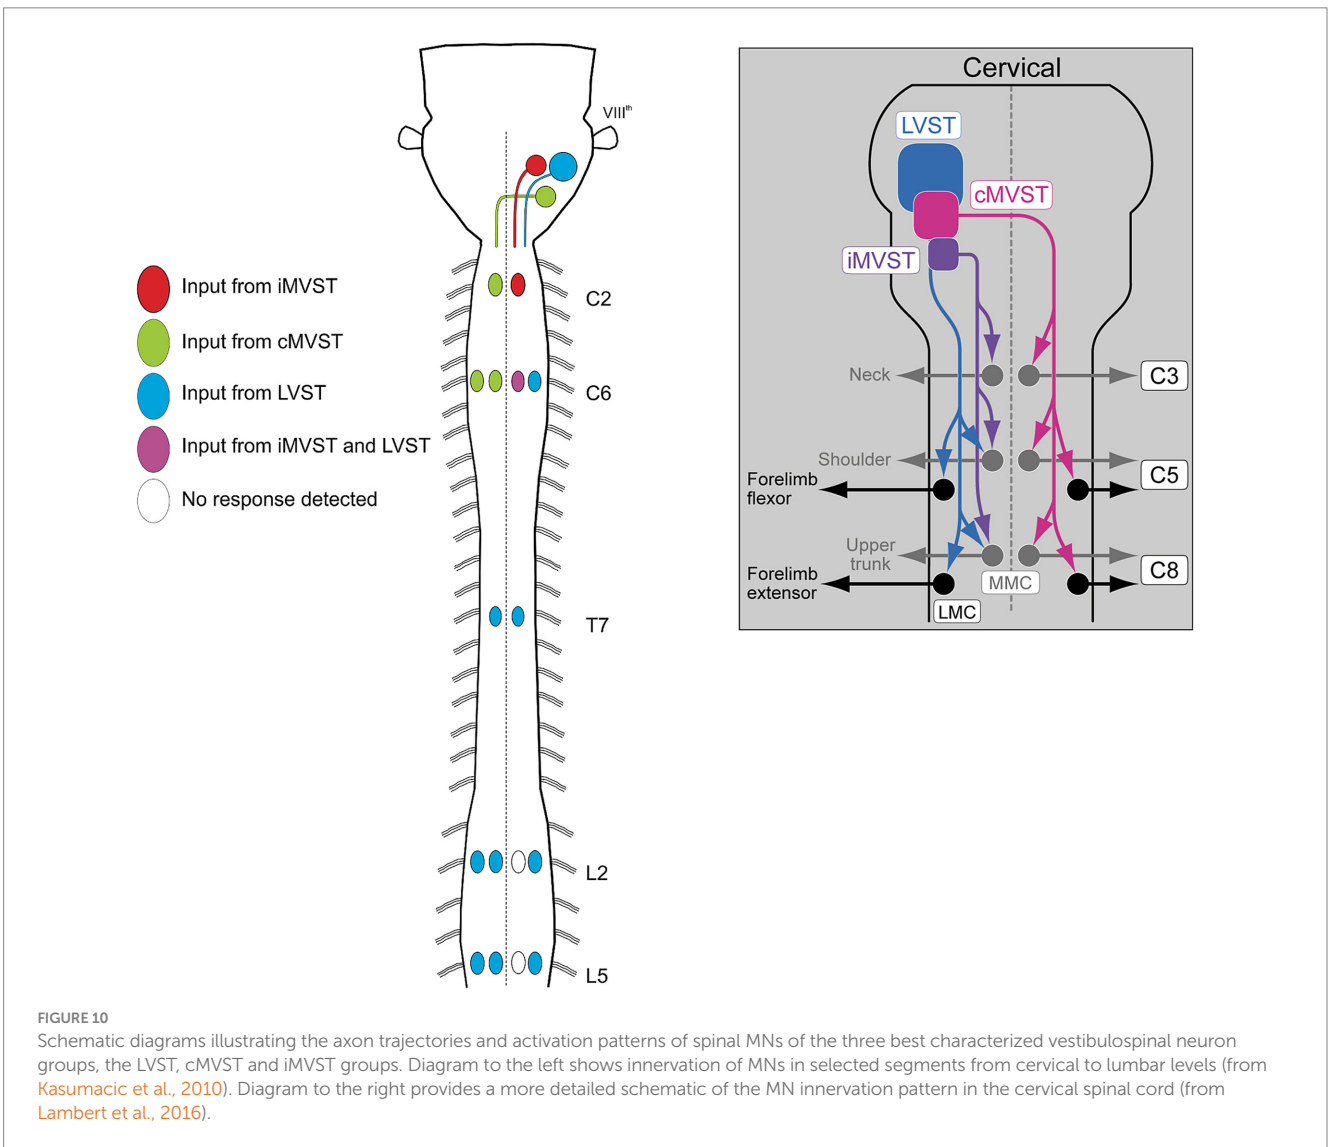 VIIIth
Input from iMVST
Input from cMVST
Input from LVST
Input from iMVST and LVST
No response detected
C2
C6
T7
L2
L5
Cervical
LVST
cMVST
iMVST
Neck
C3
Shoulder
C5
Forelimb
flexor
Upper
trunk
MMC
C8
Forelimb
extensor
LMC
FIGURE 10
Schematic diagrams illustrating the axon trajectories and activation patterns of spinal MNs of the three best characterized vestibulospinal neuron
groups, the LVST, cMVST and iMVST groups. Diagram to the left shows innervation of MNs in selected segments from cervical to lumbar levels (from
Kasumacic et al., 2010). Diagram to the right provides a more detailed schematic of the MN innervation pattern in the cervical spinal cord (from
Lambert et al., 2016).